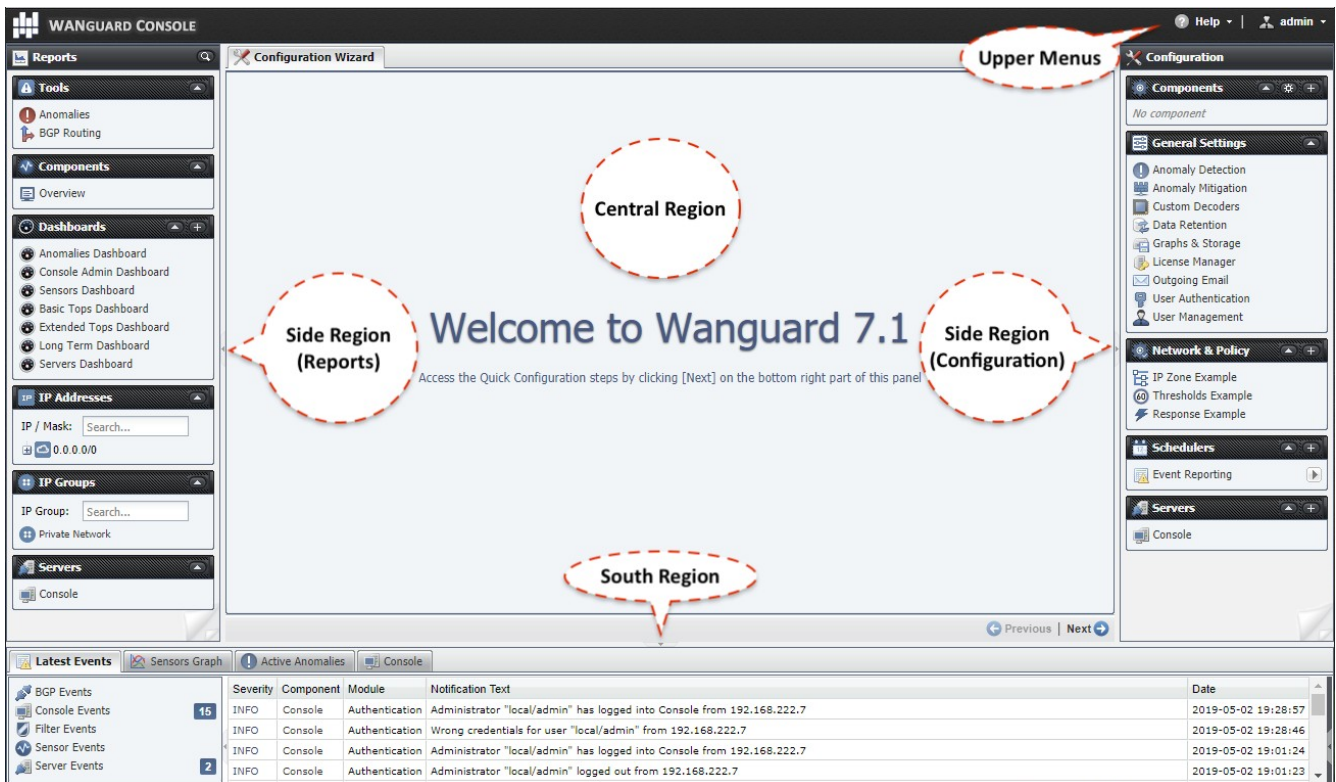 WANGUARD CONSOLE
Help
admin
Reports
Tools
Anomalies
BGP Routing
Components
Overview
Dashboards
Anomalies Dashboard
Console Admin Dashboard
Sensors Dashboard
Basic Tops Dashboard
Extended Tops Dashboard
Long Term Dashboard
Servers Dashboard
IP Addresses
IP / Mask: Search...
0.0.0.0/0
IP Groups
IP Group: Search...
Private Network
Servers
Console
Configuration Wizard
Upper Menus
Central Region
Side Region
(Reports)
Welcome to Wanguard 7.1
Access the Quick Configuration steps by clicking [Next] on the bottom right part of this panel
Side Region
(Configuration)
South Region
Previous | Next
Configuration
Components
No component
General Settings
Anomaly Detection
Anomaly Mitigation
Custom Decoders
Data Retention
Graphs & Storage
License Manager
Outgoing Email
User Authentication
User Management
Network & Policy
IP Zone Example
60 Thresholds Example
Response Example
Schedulers
Event Reporting
Servers
Console
Latest Events Sensors Graph Active Anomalies Console
BGP Events
Console Events 15
Filter Events
Sensor Events
Server Events 2
Severity Component Module Notification Text Date
INFO Console Authentication Administrator "local/admin" has logged into Console from 192.168.222.7 2019-05-02 19:28:57
INFO Console Authentication Wrong credentials for user "local/admin" from 192.168.222.7 2019-05-02 19:28:46
INFO Console Authentication Administrator "local/admin" has logged into Console from 192.168.222.7 2019-05-02 19:01:24
INFO Console Authentication Administrator "local/admin" logged out from 192.168.222.7 2019-05-02 19:01:23